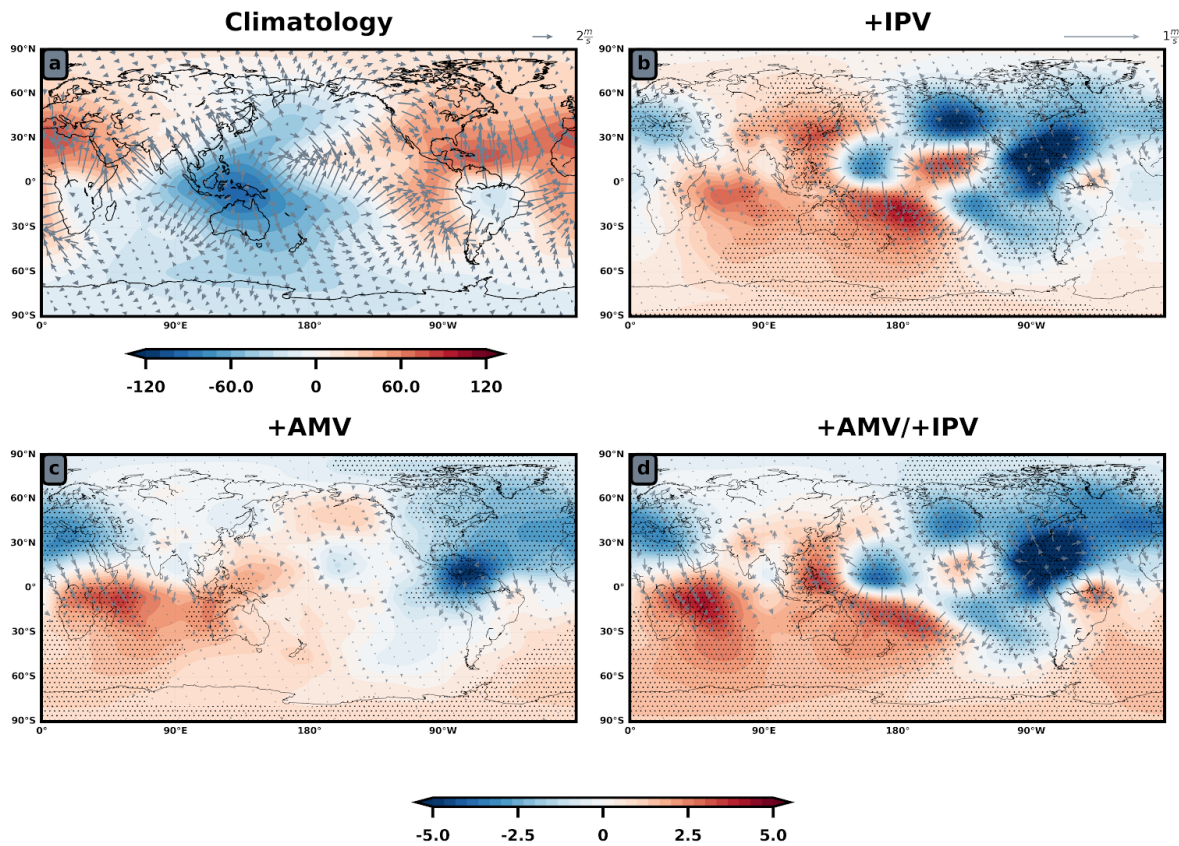 Climatology
2 m/s
+IPV
1 m/s
90°N
60°N
30°N
0°
30°S
60°S
90°S
a
0°
90°E
180°
90°W
90°N
60°N
30°N
0°
30°S
60°S
90°S
b
0°
90°E
180°
90°W
-120
-60.0
0
60.0
120
+AMV
+AMV/+IPV
90°N
60°N
30°N
0°
30°S
60°S
90°S
c
0°
90°E
180°
90°W
90°N
60°N
30°N
0°
30°S
60°S
90°S
d
0°
90°E
180°
90°W
-5.0
-2.5
0
2.5
5.0